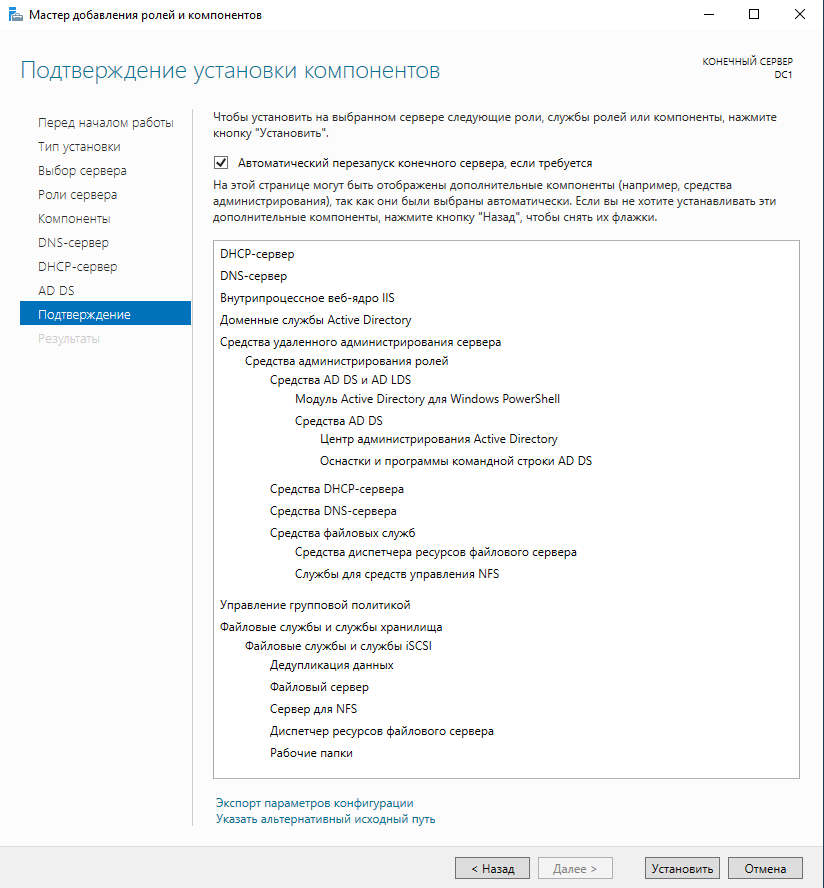 Мастер добавления ролей и компонентов
Подтверждение установки компонентов
КОНЕЧНЫЙ СЕРВЕР
DC1
Перед началом работы
Тип установки
Выбор сервера
Роли сервера
Компоненты
DNS-сервер
DHCP-сервер
AD DS
Подтверждение
Результаты
Чтобы установить на выбранном сервере следующие роли, службы ролей или компоненты, нажмите
кнопку "Установить".
Автоматический перезапуск конечного сервера, если требуется
На этой странице могут быть отображены дополнительные компоненты (например, средства
администрирования), так как они были выбраны автоматически. Если вы не хотите устанавливать эти
дополнительные компоненты, нажмите кнопку "Назад", чтобы снять их флажки.
DHCP-сервер
DNS-сервер
Внутрипроцессное веб-ядро IIS
Доменные службы Active Directory
Средства удаленного администрирования сервера
Средства администрирования ролей
Средства AD DS и AD LDS
Модуль Active Directory для Windows PowerShell
Средства AD DS
Центр администрирования Active Directory
Оснастки и программы командной строки AD DS
Средства DHCP-сервера
Средства DNS-сервера
Средства файловых служб
Средства диспетчера ресурсов файлового сервера
Службы для средств управления NFS
Управление групповой политикой
Файловые службы и службы хранилища
Файловые службы и службы iSCSI
Дедупликация данных
Файловый сервер
Сервер для NFS
Диспетчер ресурсов файлового сервера
Рабочие папки
Экспорт параметров конфигурации
Указать альтернативный исходный путь
< Назад
Далее >
Установить
Отмена